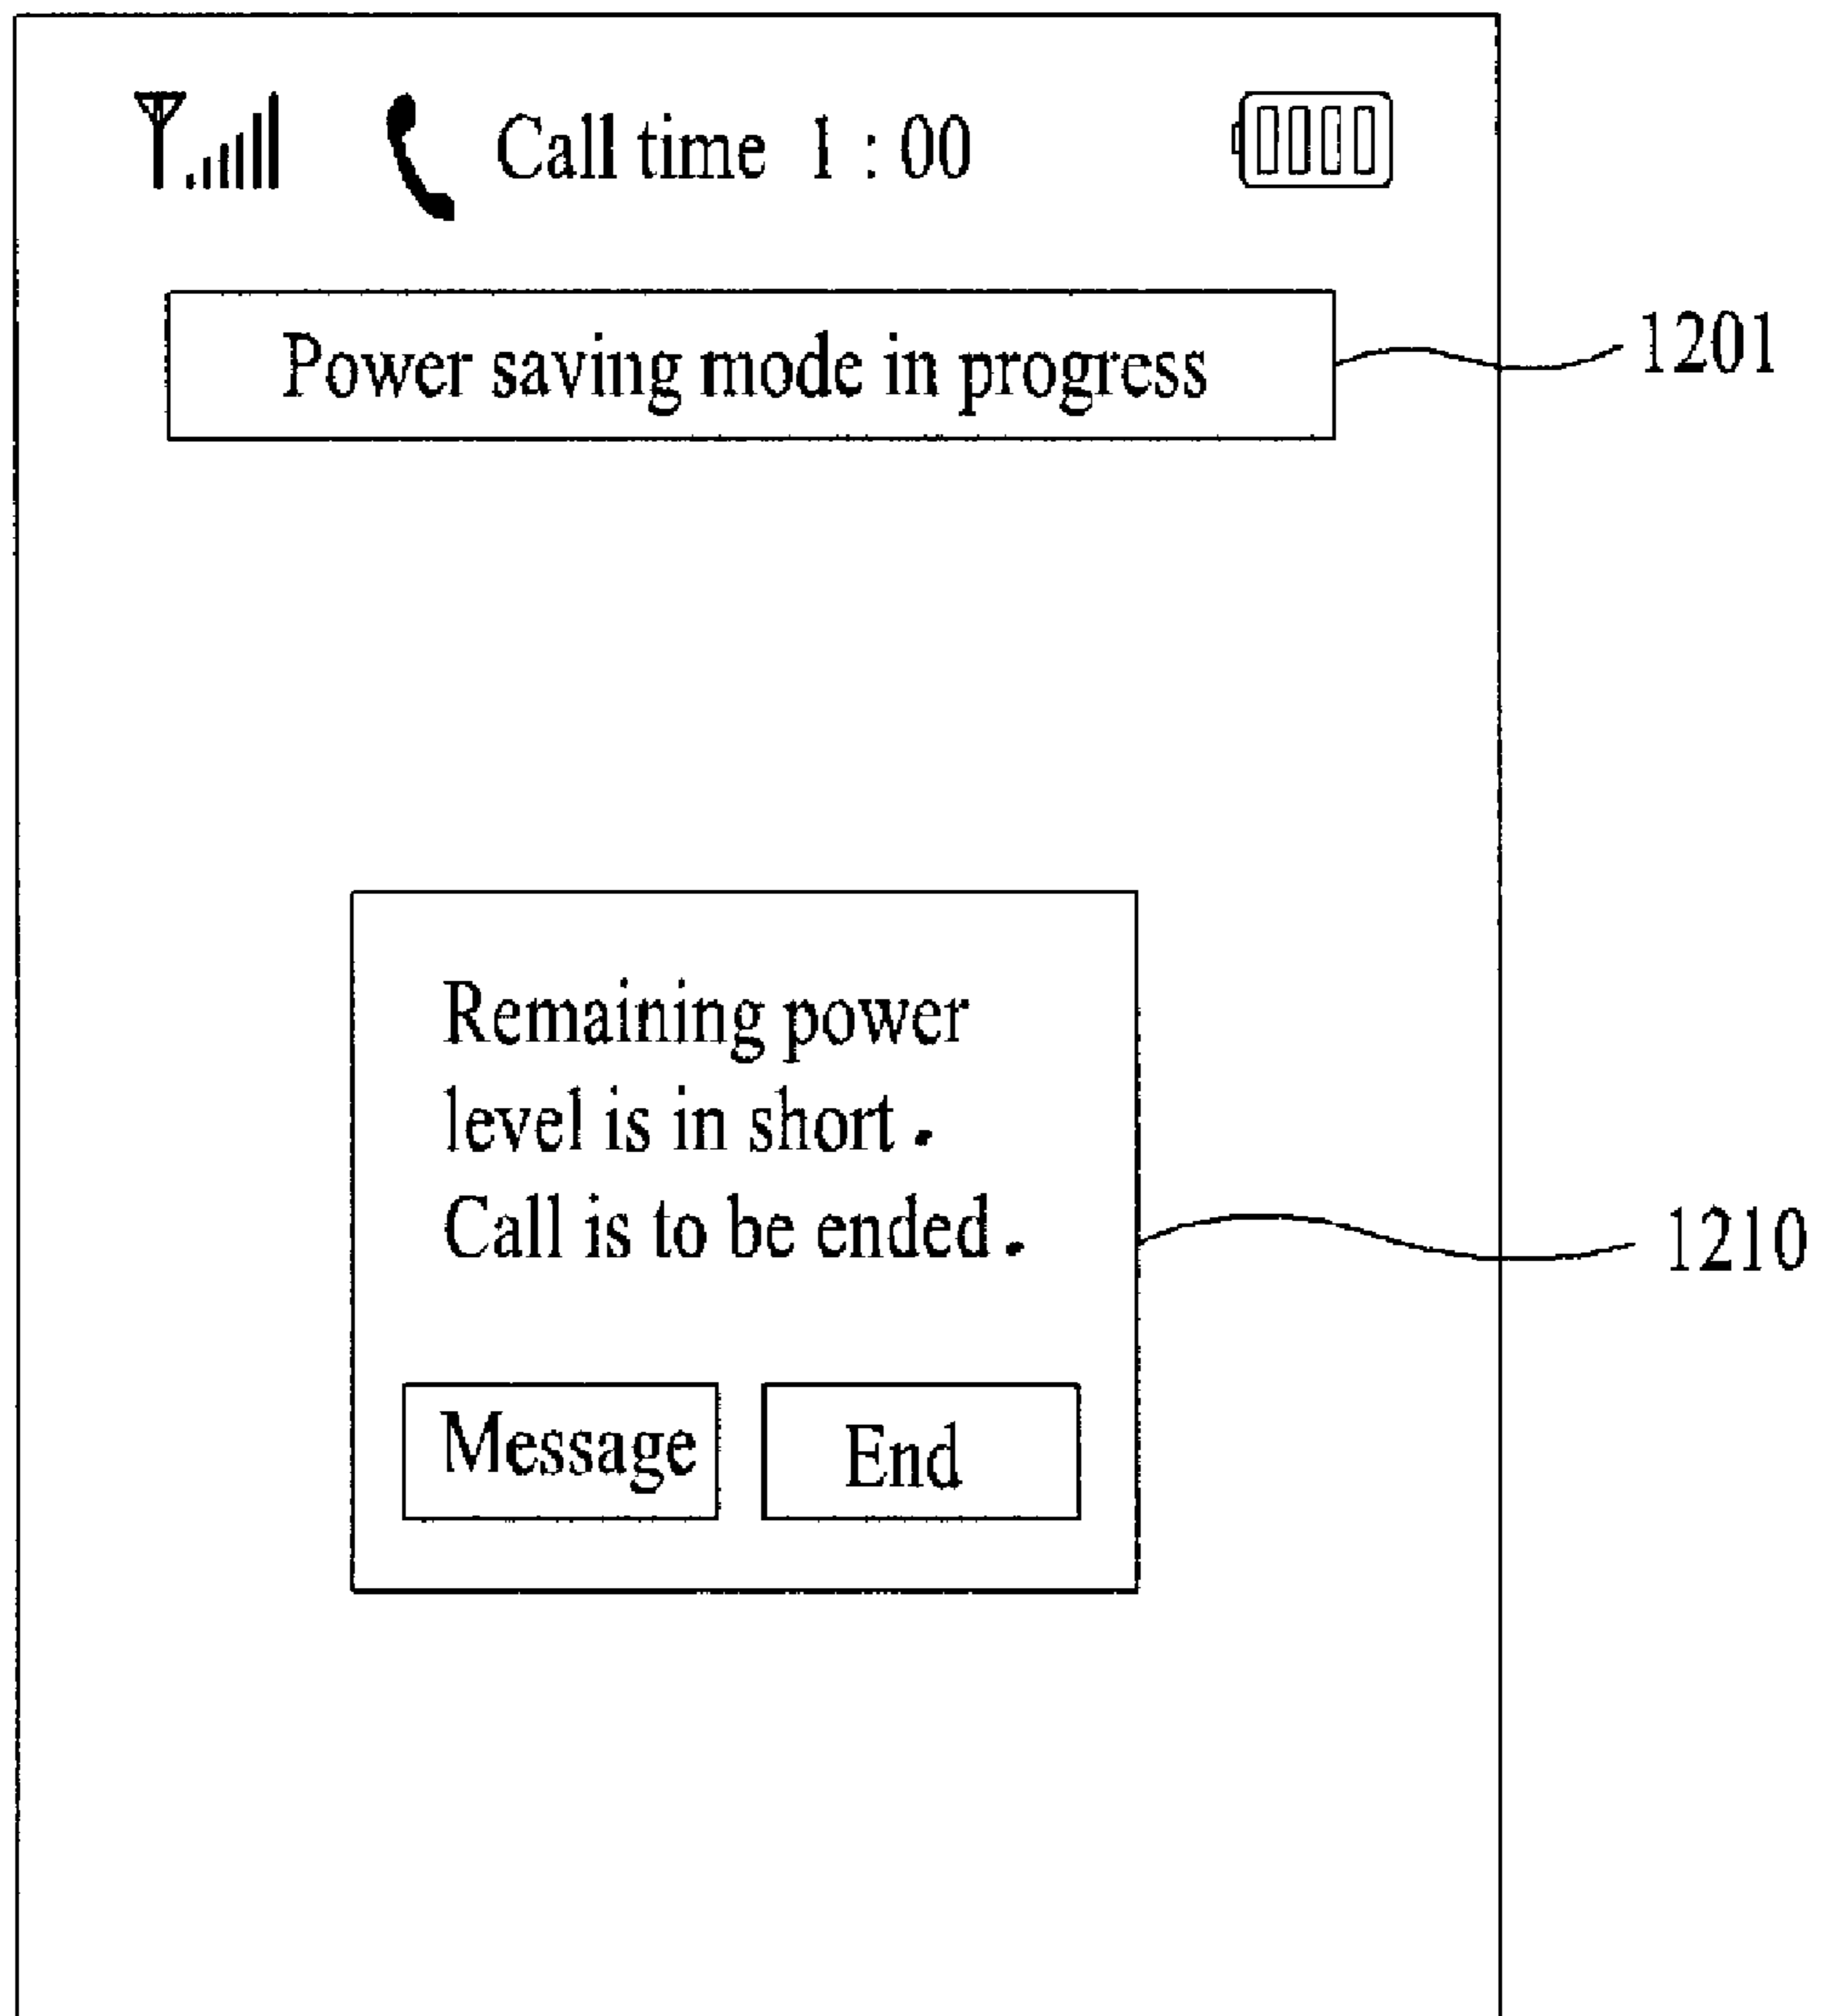 Call time 1 : 00
Power saving mode in progress
1201
Remaining power
level is in short.
Call is to be ended.
1210
Message
End